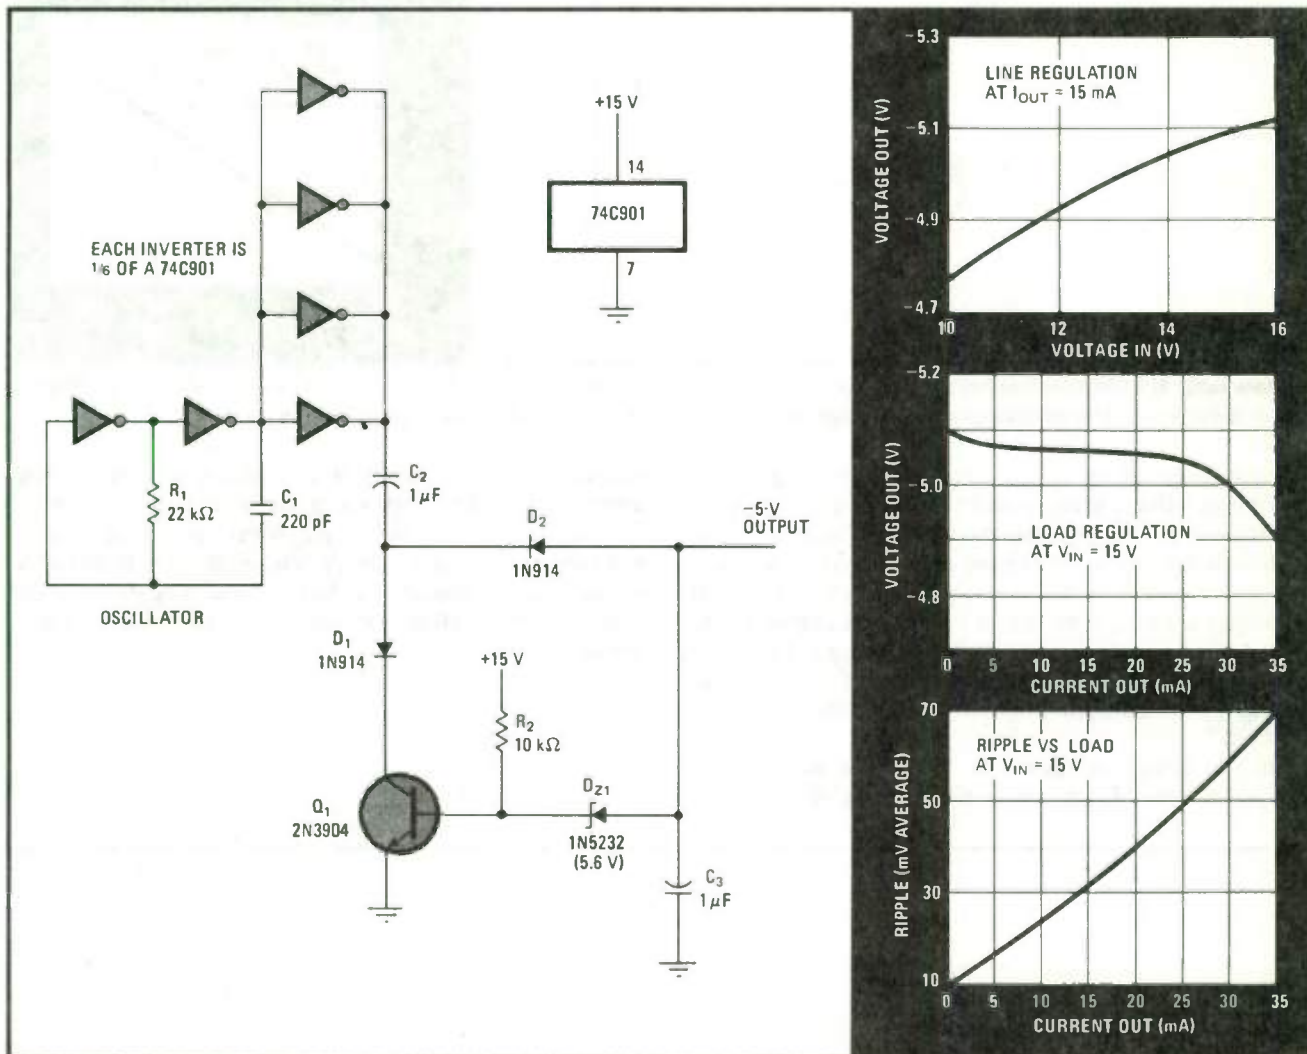 EACH INVERTER IS
1/6 OF A 74C901
+15 V
14
74C901
7
R1
22 kΩ
C1
220 pF
OSCILLATOR
C2
1 μF
D2
1N914
-5-V
OUTPUT
D1
1N914
+15 V
R2
10 kΩ
Q1
2N3904
DZ1
1N5232
(5.6 V)
C3
1 μF
LINE REGULATION
AT IOUT = 15 mA
VOLTAGE OUT (V)
-5.3
-5.1
-4.9
-4.7
10
12
14
16
VOLTAGE IN (V)
LOAD REGULATION
AT VIN = 15 V
VOLTAGE OUT (V)
-5.2
-5.0
-4.8
0
5
10
15
20
25
30
35
CURRENT OUT (mA)
RIPPLE VS LOAD
AT VIN = 15 V
RIPPLE (mV AVERAGE)
70
50
30
10
0
5
10
15
20
25
30
35
CURRENT OUT (mA)